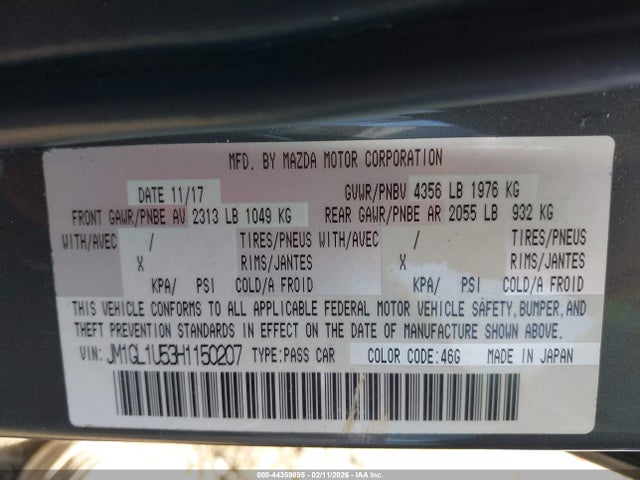 MFD. BY MAZDA MOTOR CORPORATION
DATE 11/17 GVWR/PNBV 4356 LB 1976 KG
FRONT GAWR/PNBE AV 2313 LB 1049 KG REAR GAWR/PNBE AR 2055 LB 932 KG
WITH/AVEC / TIRES/PNEUS WITH/AVEC / TIRES/PNEUS
X RIMS/JANTES X RIMS/JANTES
KPA/ PSI COLD/A FROID KPA/ PSI COLD/A FROID
THIS VEHICLE CONFORMS TO ALL APPLICABLE FEDERAL MOTOR VEHICLE SAFETY, BUMPER, AND
THEFT PREVENTION STANDARDS IN EFFECT ON THE DATE OF MANUFACTURE SHOWN ABOVE.
VIN: JM1GL1U53H1150207 TYPE: PASS CAR COLOR CODE: 46G MADE IN JAPAN
000-44359895 - 02/11/2026 - IAA, Inc.